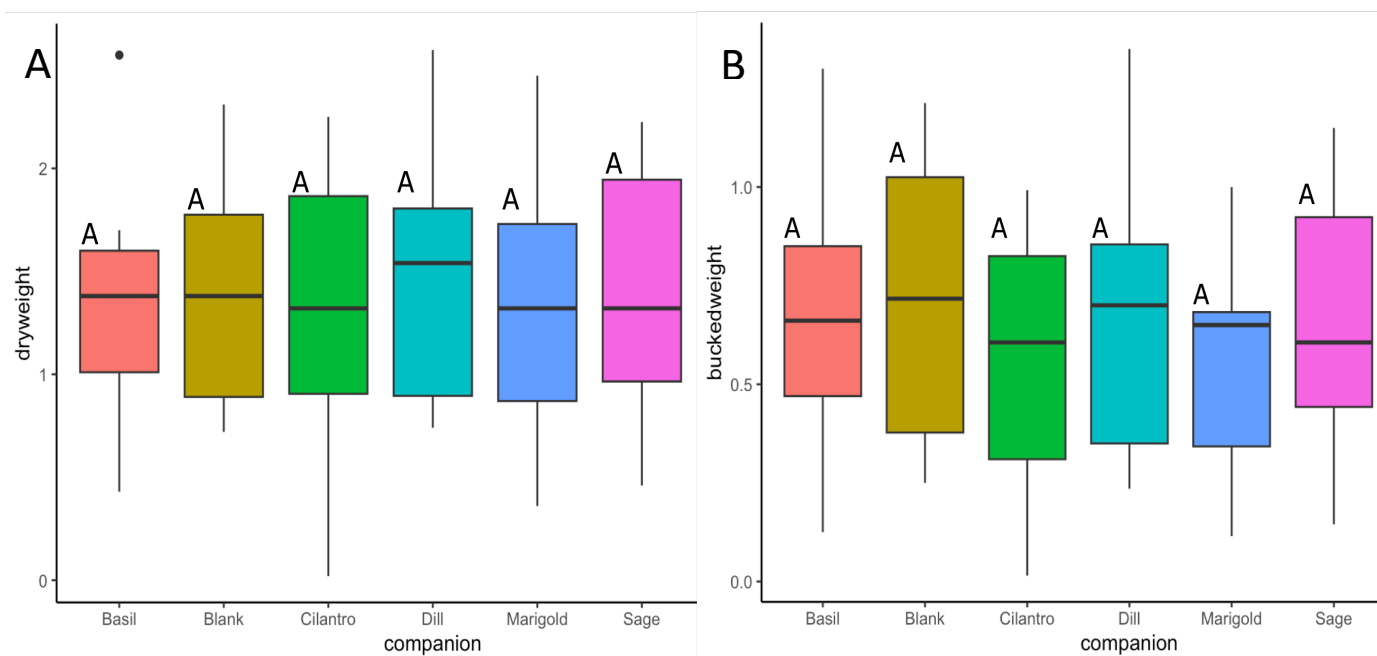 A
dryweight
2
1
0
A
A
A
A
A
A
Basil
Blank
Cilantro
Dill
Marigold
Sage
companion
B
buckedweight
1.0
0.5
0.0
A
A
A
A
A
A
Basil
Blank
Cilantro
Dill
Marigold
Sage
companion